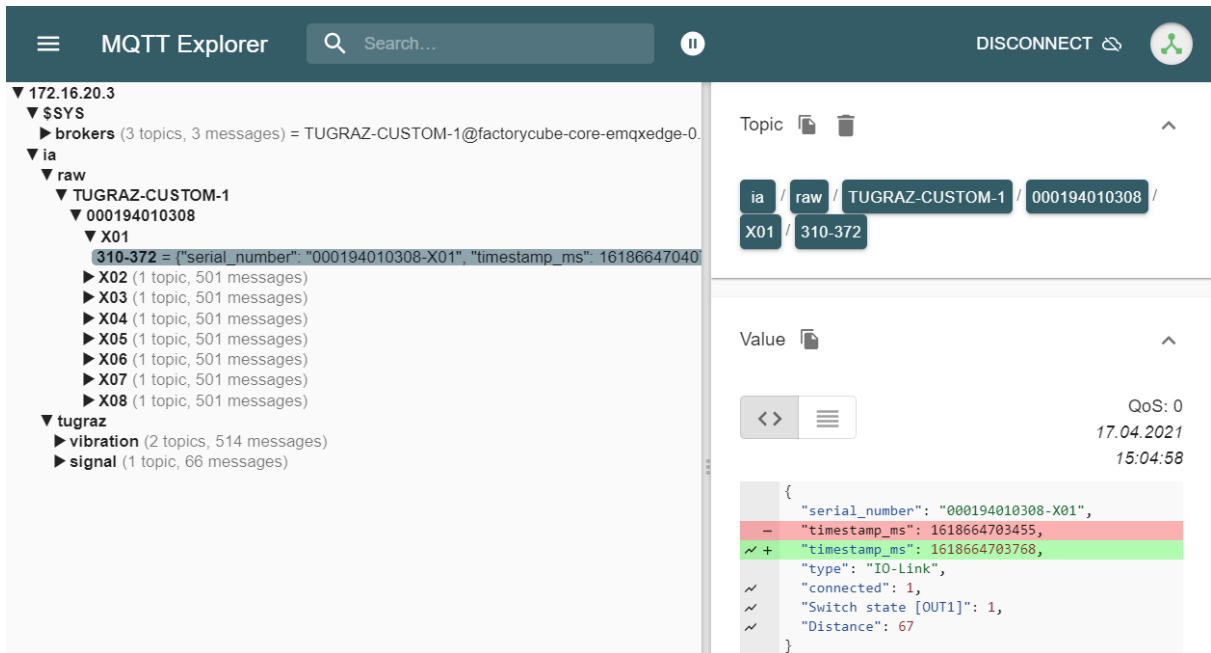 MQTT Explorer
Search...
DISCONNECT
172.16.20.3
$SYS
brokers (3 topics, 3 messages) = TUGRAZ-CUSTOM-1@factorycube-core-emqxedge-0.
ia
raw
TUGRAZ-CUSTOM-1
000194010308
X01
310-372 = {"serial_number": "000194010308-X01", "timestamp_ms": 16186647040
X02 (1 topic, 501 messages)
X03 (1 topic, 501 messages)
X04 (1 topic, 501 messages)
X05 (1 topic, 501 messages)
X06 (1 topic, 501 messages)
X07 (1 topic, 501 messages)
X08 (1 topic, 501 messages)
tugraz
vibration (2 topics, 514 messages)
signal (1 topic, 66 messages)
Topic
ia / raw / TUGRAZ-CUSTOM-1 / 000194010308 /
X01 / 310-372
Value
QoS: 0
17.04.2021
15:04:58
{
"serial_number": "000194010308-X01",
- "timestamp_ms": 1618664703455,
+ "timestamp_ms": 1618664703768,
"type": "IO-Link",
"connected": 1,
"Switch state [OUT1]": 1,
"Distance": 67
}